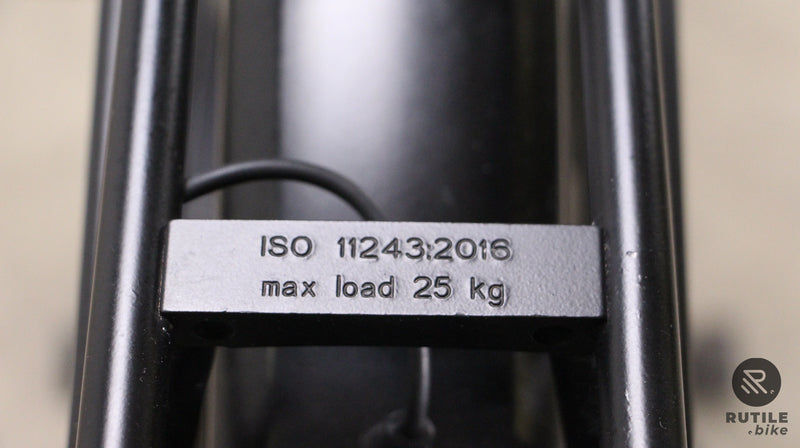 ISO 11243:2016
max load 25 kg
RUTILE
.bike